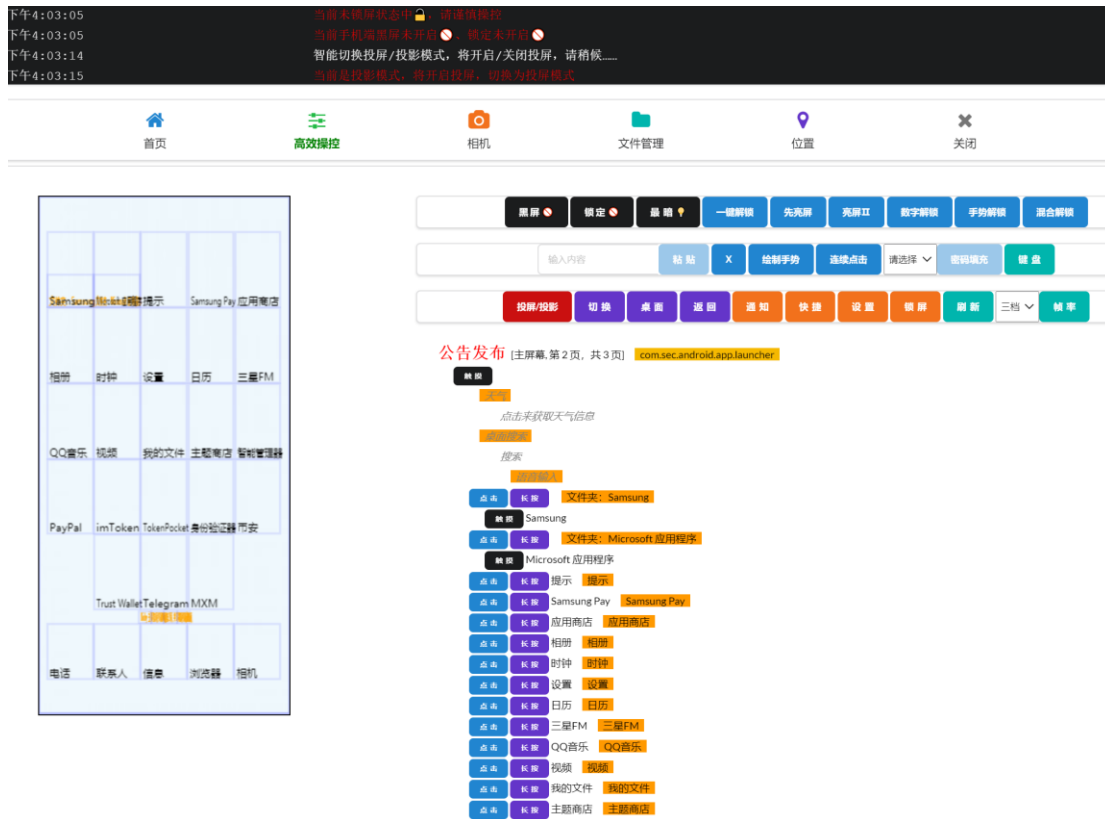 下午4:03:05 当前未锁屏状态中🔓，请谨慎操控
下午4:03:05 当前手机端黑屏未开启🚫、锁定未开启🚫
下午4:03:14 智能切换投屏/投影模式，将开启/关闭投屏，请稍候……
下午4:03:15 当前是投影模式，将开启投屏，切换为投屏模式
首页 高效操控 相机 文件管理 位置 关闭
黑屏🚫 锁定🚫 最暗💡 一键解锁 先亮屏 亮屏II 数字解锁 手势解锁 混合解锁
输入内容 粘贴 X 绘制手势 连续点击 请选择 密码填充 键盘
投屏/投影 切换 桌面 返回 通知 快捷 设置 锁屏 刷新 三档 帧率
Samsung 提示 Samsung Pay 应用商店
相册 时钟 设置 日历 三星FM
QQ音乐 视频 我的文件 主题商店 智能管理器
PayPal imToken TokenPocket 身份验证器 币安
Trust Wallet Telegram MXM
电话 联系人 信息 浏览器 相机
公告发布 [主屏幕,第2页，共3页] com.sec.android.app.launcher
触摸
天气
点击来获取天气信息
桌面搜索
搜索
语音输入
点击 长按 文件夹：Samsung
触摸 Samsung
点击 长按 文件夹：Microsoft 应用程序
触摸 Microsoft 应用程序
点击 长按 提示 提示
点击 长按 Samsung Pay Samsung Pay
点击 长按 应用商店 应用商店
点击 长按 相册 相册
点击 长按 时钟 时钟
点击 长按 设置 设置
点击 长按 日历 日历
点击 长按 三星FM 三星FM
点击 长按 QQ音乐 QQ音乐
点击 长按 视频 视频
点击 长按 我的文件 我的文件
点击 长按 主题商店 主题商店